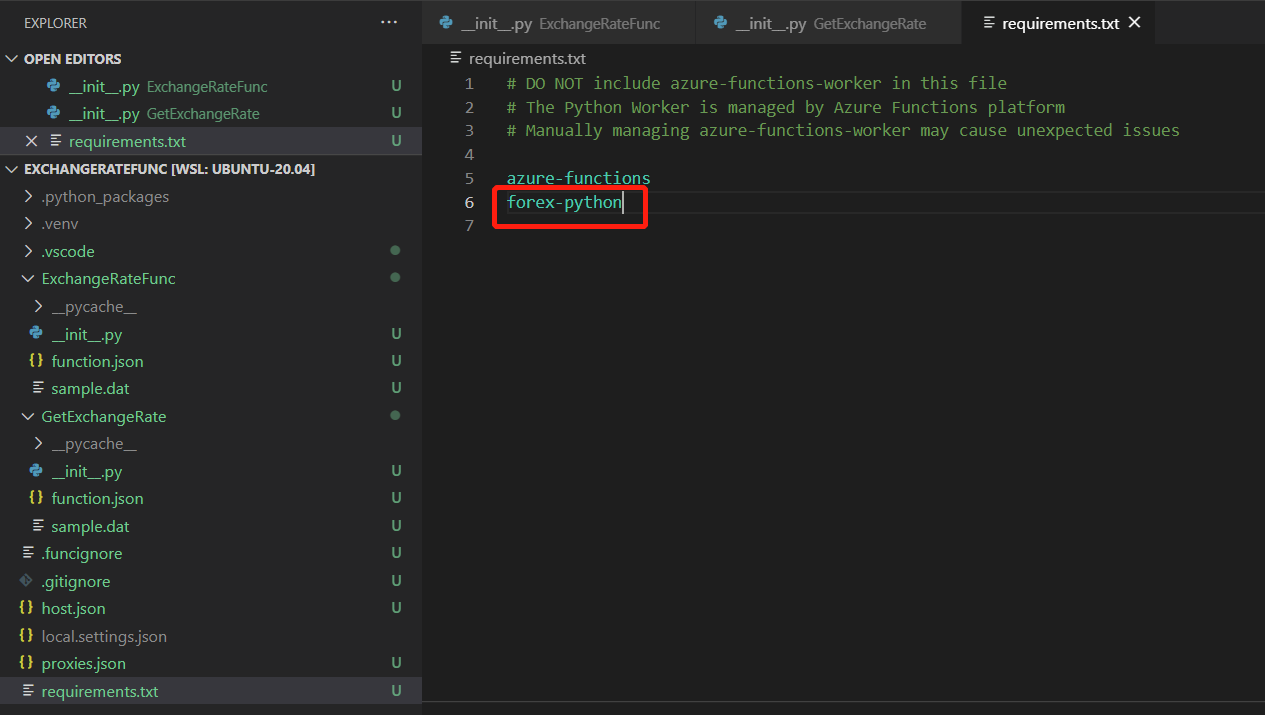 EXPLORER ···
OPEN EDITORS
__init__.py ExchangeRateFunc U
__init__.py GetExchangeRate U
requirements.txt U
EXCHANGERATEFUNC [WSL: UBUNTU-20.04]
.python_packages
.venv
.vscode
ExchangeRateFunc
__pycache__
__init__.py U
{} function.json U
sample.dat U
GetExchangeRate
__pycache__
__init__.py U
{} function.json U
sample.dat U
.funcignore U
.gitignore U
{} host.json U
{} local.settings.json
{} proxies.json U
requirements.txt U
__init__.py ExchangeRateFunc __init__.py GetExchangeRate requirements.txt
requirements.txt
1 # DO NOT include azure-functions-worker in this file
2 # The Python Worker is managed by Azure Functions platform
3 # Manually managing azure-functions-worker may cause unexpected issues
4
5 azure-functions
6 forex-python
7